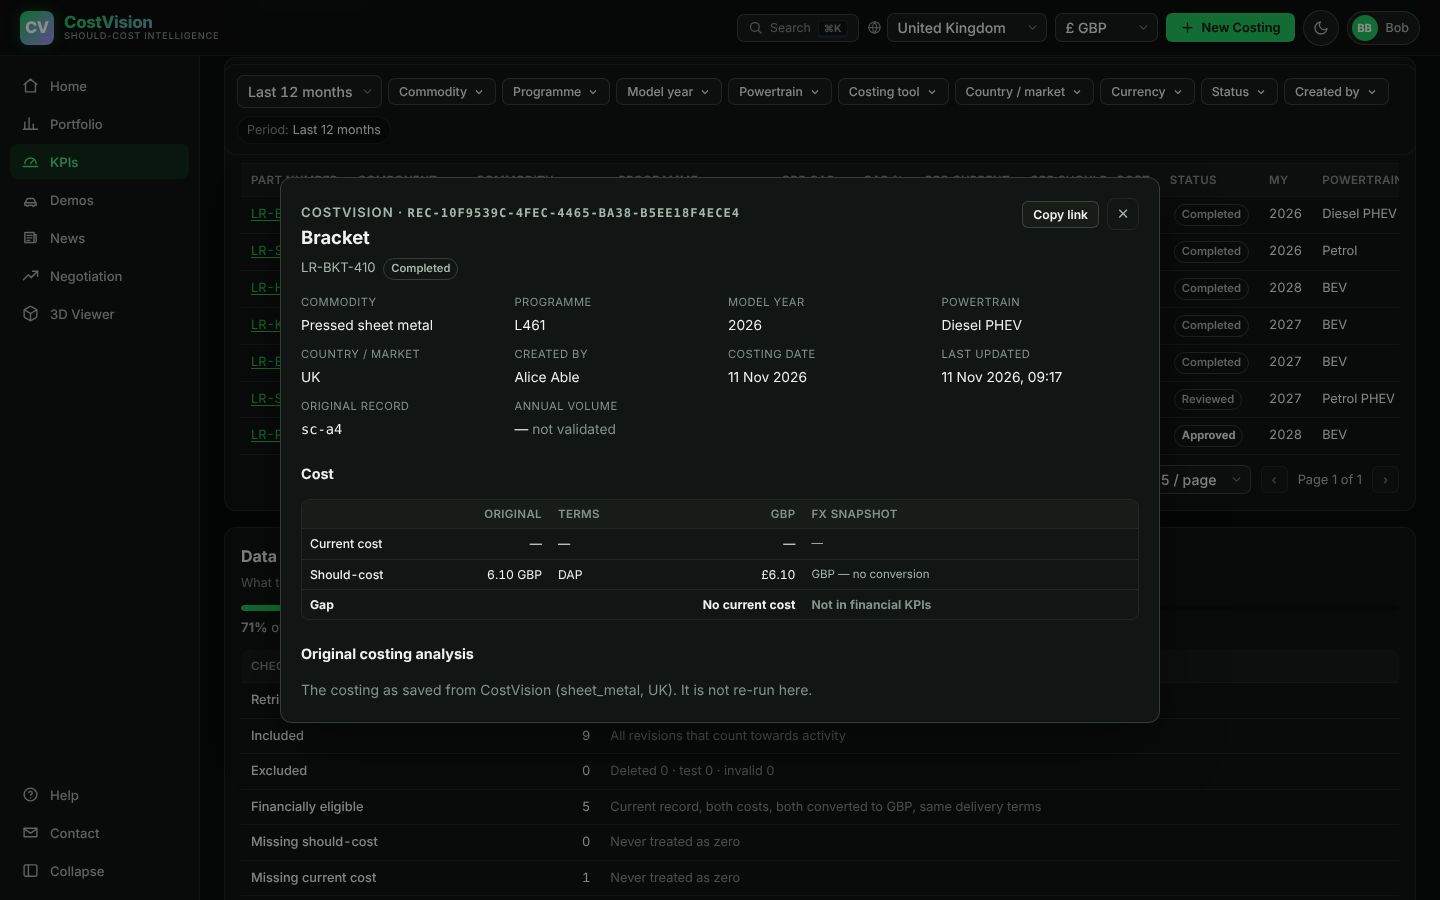 CV CostVision
SHOULD-COST INTELLIGENCE
Search ⌘K
United Kingdom
£ GBP
+ New Costing
BB Bob
Home
Portfolio
KPIs
Demos
News
Negotiation
3D Viewer
Help
Contact
Collapse
Last 12 months
Commodity
Programme
Model year
Powertrain
Costing tool
Country / market
Currency
Status
Created by
Period: Last 12 months
STATUS MY POWERTRAIN
Completed 2026 Diesel PHEV
Completed 2026 Petrol
Completed 2028 BEV
Completed 2027 BEV
Completed 2027 BEV
Reviewed 2027 Petrol PHEV
Approved 2028 BEV
5 / page ‹ Page 1 of 1 ›
COSTVISION · REC-10F9539C-4FEC-4465-BA38-B5EE18F4ECE4
Copy link ✕
Bracket
LR-BKT-410 Completed
COMMODITY PROGRAMME MODEL YEAR POWERTRAIN
Pressed sheet metal L461 2026 Diesel PHEV
COUNTRY / MARKET CREATED BY COSTING DATE LAST UPDATED
UK Alice Able 11 Nov 2026 11 Nov 2026, 09:17
ORIGINAL RECORD ANNUAL VOLUME
sc-a4 — not validated
Cost
ORIGINAL TERMS GBP FX SNAPSHOT
Current cost — — — —
Should-cost 6.10 GBP DAP £6.10 GBP — no conversion
Gap No current cost Not in financial KPIs
Original costing analysis
The costing as saved from CostVision (sheet_metal, UK). It is not re-run here.
Data
What
71%
Included 9 All revisions that count towards activity
Excluded 0 Deleted 0 · test 0 · invalid 0
Financially eligible 5 Current record, both costs, both converted to GBP, same delivery terms
Missing should-cost 0 Never treated as zero
Missing current cost 1 Never treated as zero